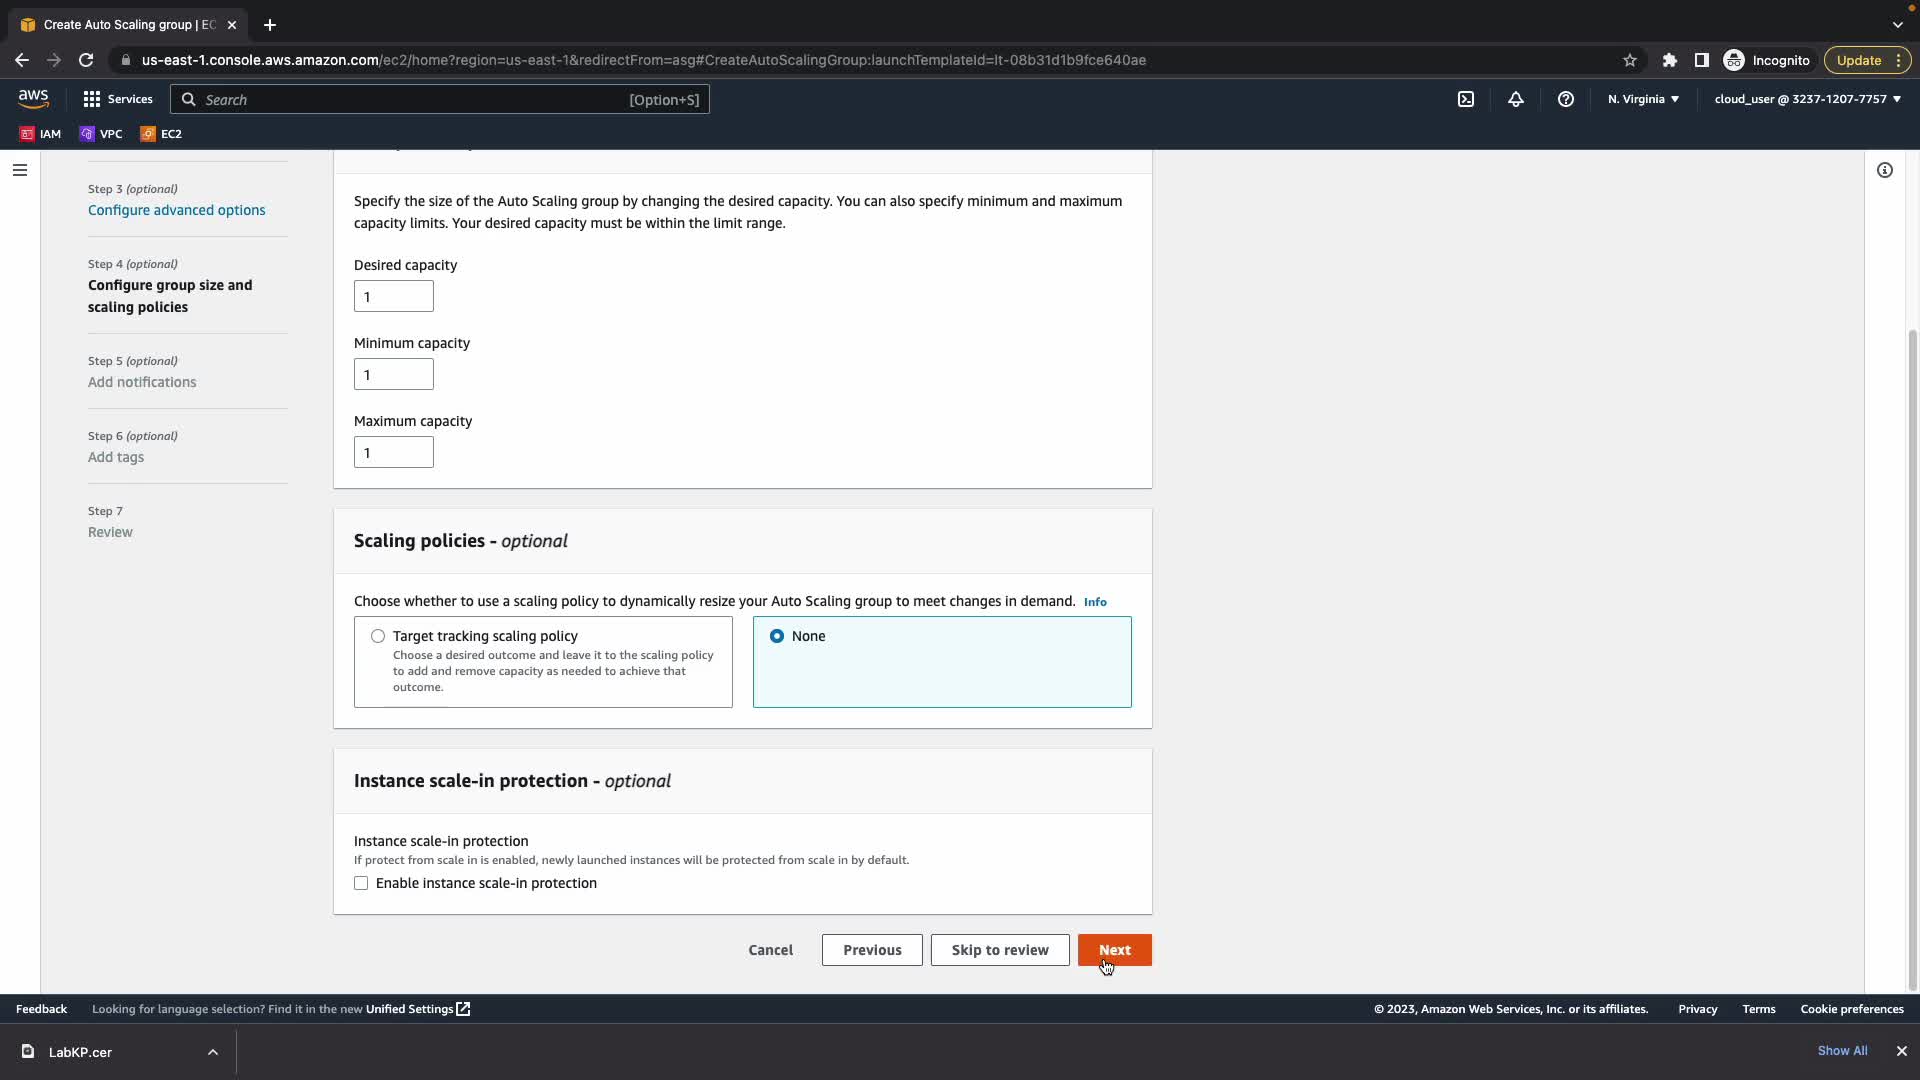 Create Auto Scaling group | EC
us-east-1.console.aws.amazon.com/ec2/home?region=us-east-1&redirectFrom=asg#CreateAutoScalingGroup:launchTemplateId=lt-08b31d1b9fce640ae
Incognito
Update
aws
Services
Search
[Option+S]
N. Virginia
cloud_user @ 3237-1207-7757
IAM
VPC
EC2
Step 3 (optional)
Configure advanced options
Step 4 (optional)
Configure group size and
scaling policies
Step 5 (optional)
Add notifications
Step 6 (optional)
Add tags
Step 7
Review
Specify the size of the Auto Scaling group by changing the desired capacity. You can also specify minimum and maximum
capacity limits. Your desired capacity must be within the limit range.
Desired capacity
1
Minimum capacity
1
Maximum capacity
1
Scaling policies - optional
Choose whether to use a scaling policy to dynamically resize your Auto Scaling group to meet changes in demand. Info
Target tracking scaling policy
Choose a desired outcome and leave it to the scaling policy
to add and remove capacity as needed to achieve that
outcome.
None
Instance scale-in protection - optional
Instance scale-in protection
If protect from scale in is enabled, newly launched instances will be protected from scale in by default.
Enable instance scale-in protection
Cancel
Previous
Skip to review
Next
Feedback
Looking for language selection? Find it in the new Unified Settings
© 2023, Amazon Web Services, Inc. or its affiliates.
Privacy
Terms
Cookie preferences
LabKP.cer
Show All